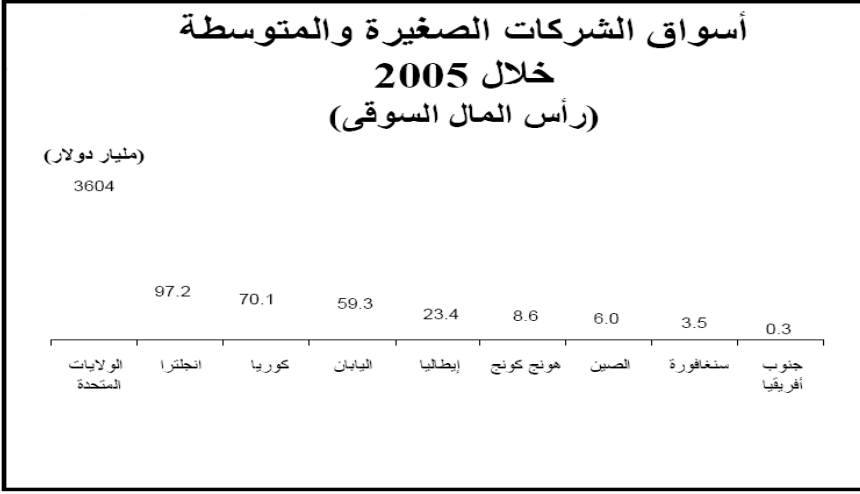 أسواق الشركات الصغيرة والمتوسطة
خلال 2005
(رأس المال السوقى)
(مليار دولار)
3604
97.2
70.1
59.3
23.4
8.6
6.0
3.5
0.3
الولايات
المتحدة
انجلترا
كوريا
اليابان
إيطاليا
هونج كونج
الصين
سنغافورة
جنوب
أفريقيا